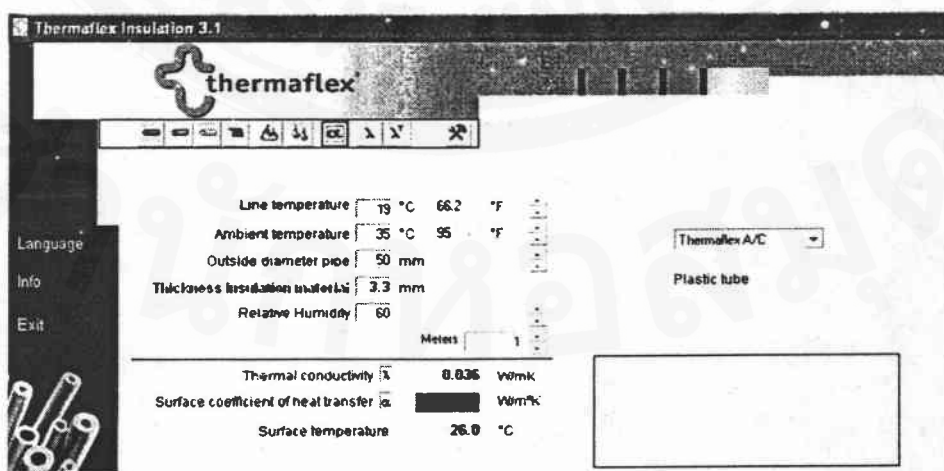 Thermaflex Insulation 3.1
thermaflex
Line temperature 19 °C 66.2 °F
Ambient temperature 35 °C 95 °F
Outside diameter pipe 50 mm
Thickness Insulation material 3.3 mm
Relative Humidity 60
Meters 1
Thermaflex A/C
Plastic tube
Language
Info
Exit
Thermal conductivity λ 0.036 W/mK
Surface coefficient of heat transfer α W/m²K
Surface temperature 26.0 °C